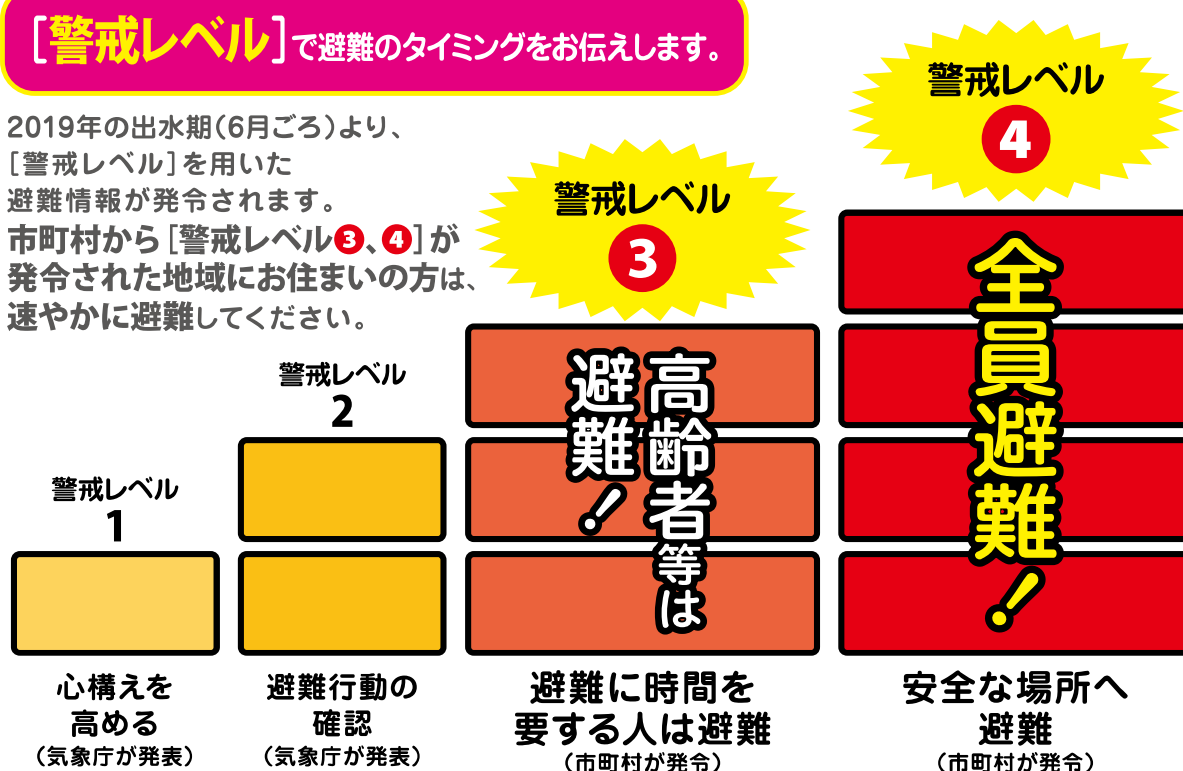 [警戒レベル]で避難のタイミングをお伝えします。
2019年の出水期(6月ごろ)より、
[警戒レベル]を用いた
避難情報が発令されます。
市町村から[警戒レベル3、4]が
発令された地域にお住まいの方は、
速やかに避難してください。
警戒レベル
1
心構えを
高める
(気象庁が発表)
警戒レベル
2
避難行動の
確認
(気象庁が発表)
警戒レベル
3
高齢者等は
避難!
避難に時間を
要する人は避難
(市町村が発令)
警戒レベル
4
全員避難!
安全な場所へ
避難
(市町村が発令)